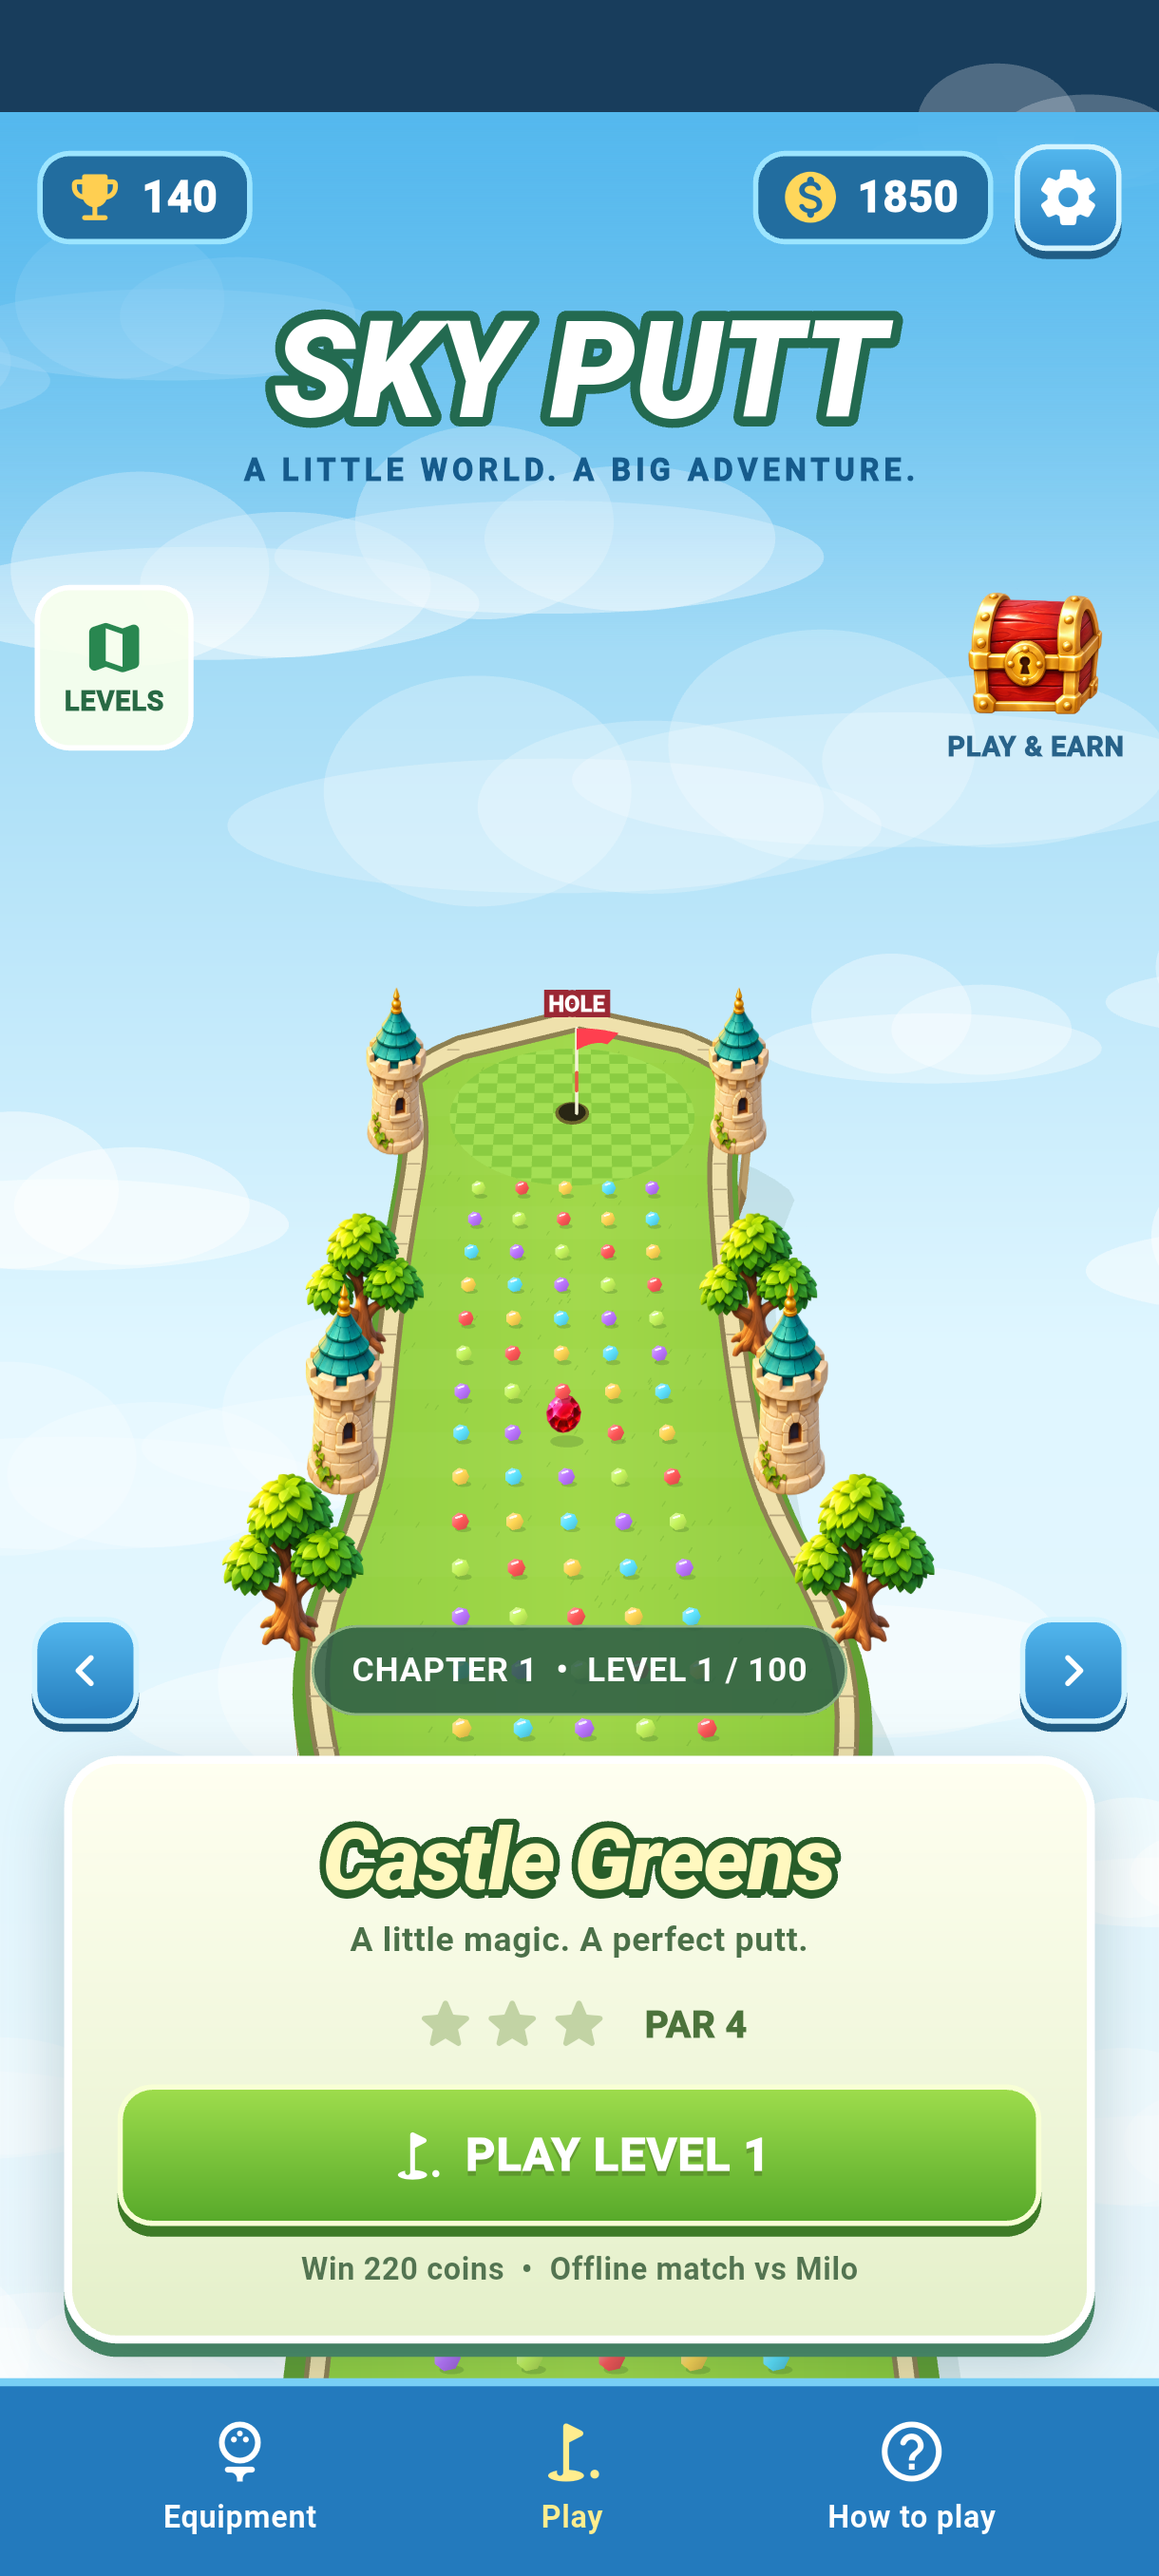 140
1850
SKY PUTT
A LITTLE WORLD. A BIG ADVENTURE.
LEVELS
PLAY & EARN
HOLE
CHAPTER 1 • LEVEL 1 / 100
Castle Greens
A little magic. A perfect putt.
PAR 4
PLAY LEVEL 1
Win 220 coins • Offline match vs Milo
Equipment
Play
How to play